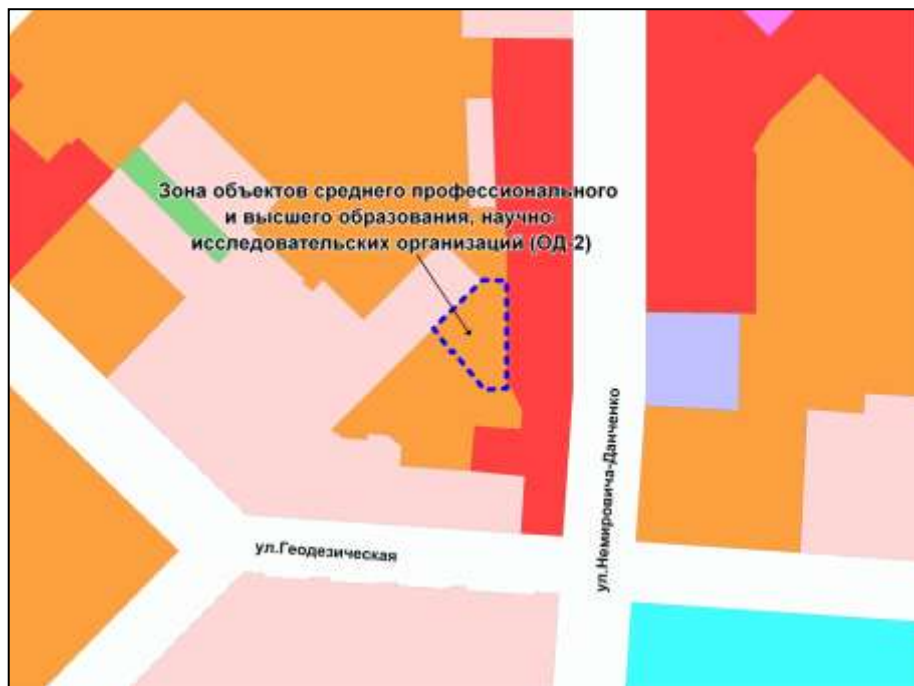 Зона объектов среднего профессионального
и высшего образования, научно-
исследовательских организаций (ОД-2)
ул.Геодезическая
ул.Немировича-Данченко